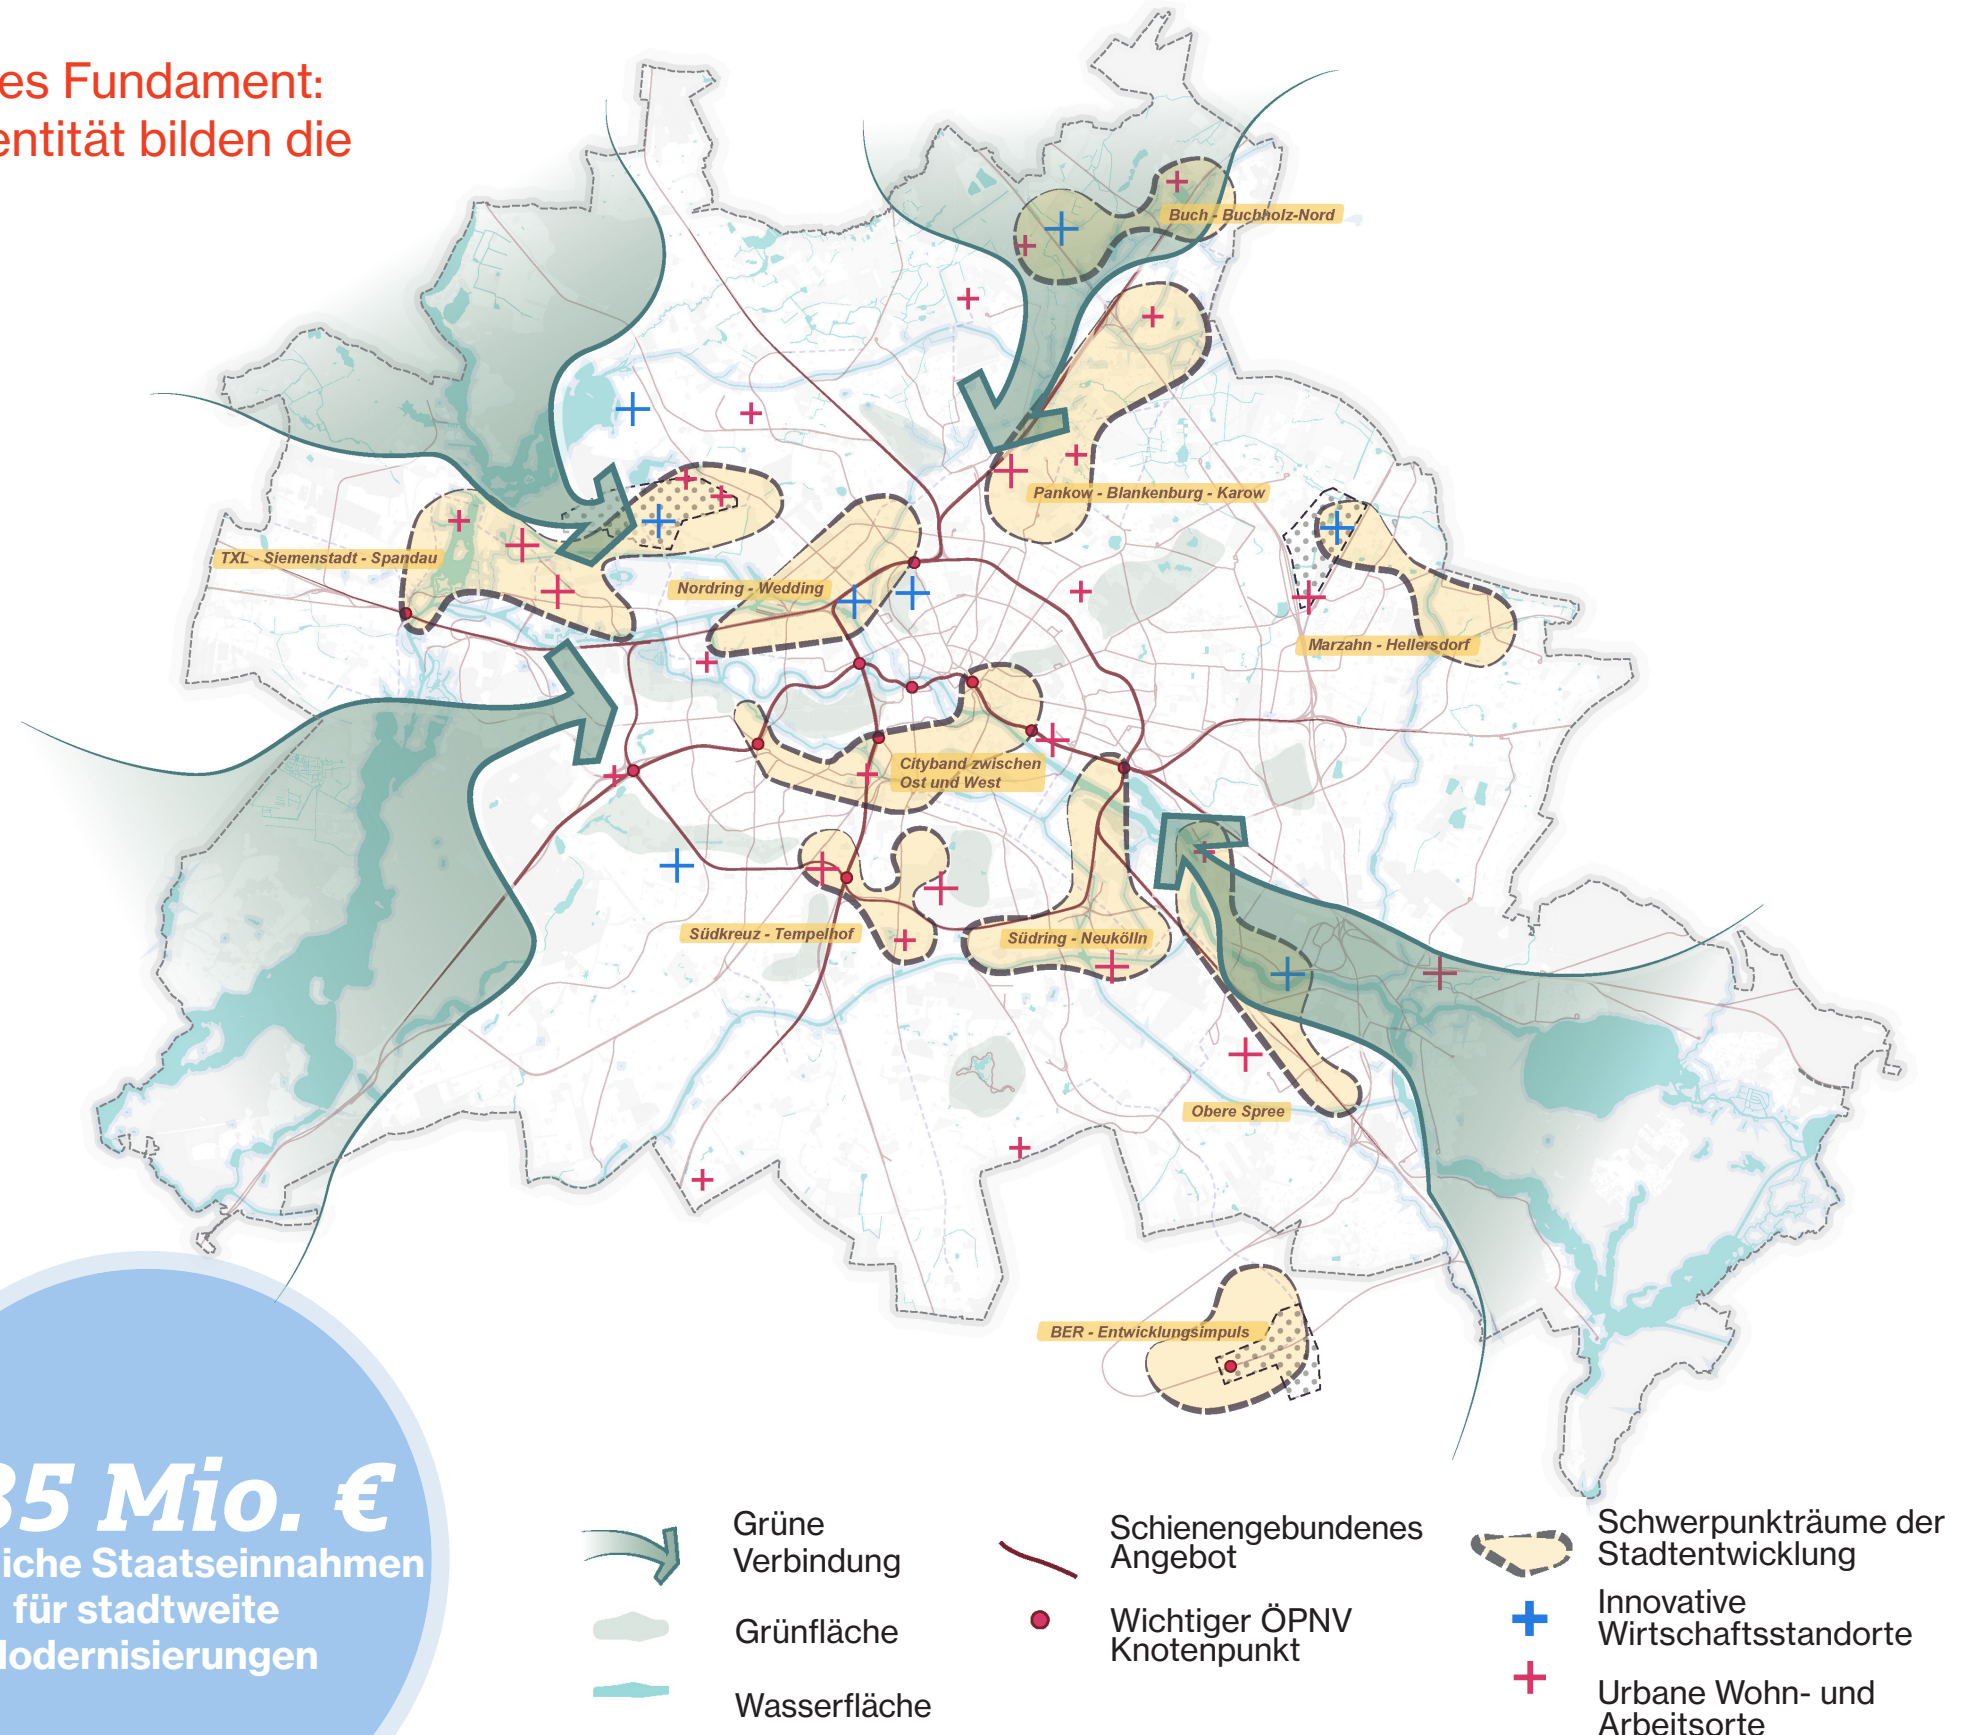 es Fundament:
entität bilden die
Buch - Buchholz-Nord
Pankow - Blankenburg - Karow
TXL - Siemenstadt - Spandau
Nordring - Wedding
Marzahn - Hellersdorf
Cityband zwischen
Ost und West
Südkreuz - Tempelhof
Südring - Neukölln
Obere Spree
BER - Entwicklungsimpuls
35 Mio. €
liche Staatseinnahmen
für stadtweite
odernisierungen
Grüne
Verbindung
Grünfläche
Wasserfläche
Schienengebundenes
Angebot
Wichtiger ÖPNV
Knotenpunkt
Schwerpunkträume der
Stadtentwicklung
Innovative
Wirtschaftsstandorte
Urbane Wohn- und
Arbeitsorte